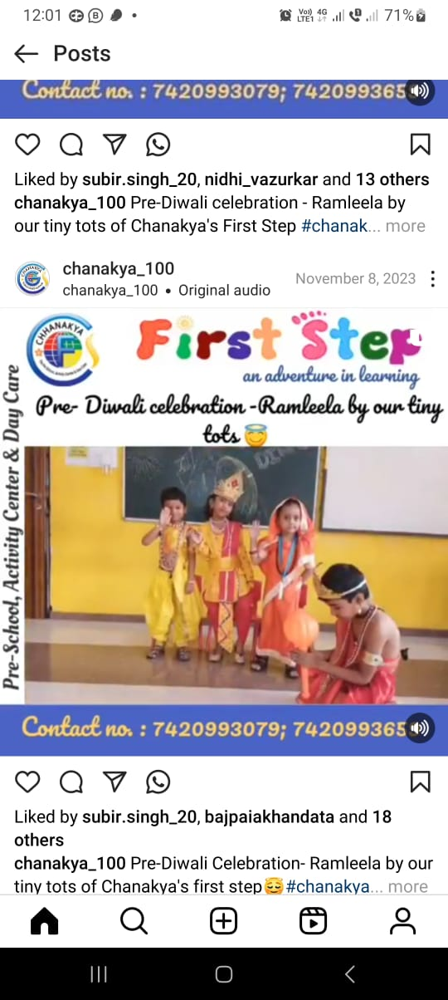 12:01
Vo)) 4G
LTE1
71%
Posts
Contact no. : 7420993079; 742099365
Liked by subir.singh_20, nidhi_vazurkar and 13 others
chanakya_100 Pre-Diwali celebration - Ramleela by
our tiny tots of Chanakya's First Step #chanak... more
chanakya_100
chanakya_100 • Original audio
November 8, 2023
CHHANAKYA
First Step
an adventure in learning
Pre- Diwali celebration -Ramleela by our tiny
tots 😇
Pre-School, Activity Center & Day Care
Contact no. : 7420993079; 742099365
Liked by subir.singh_20, bajpaiakhandata and 18
others
chanakya_100 Pre-Diwali Celebration- Ramleela by our
tiny tots of Chanakya's first step😇#chanakya... more